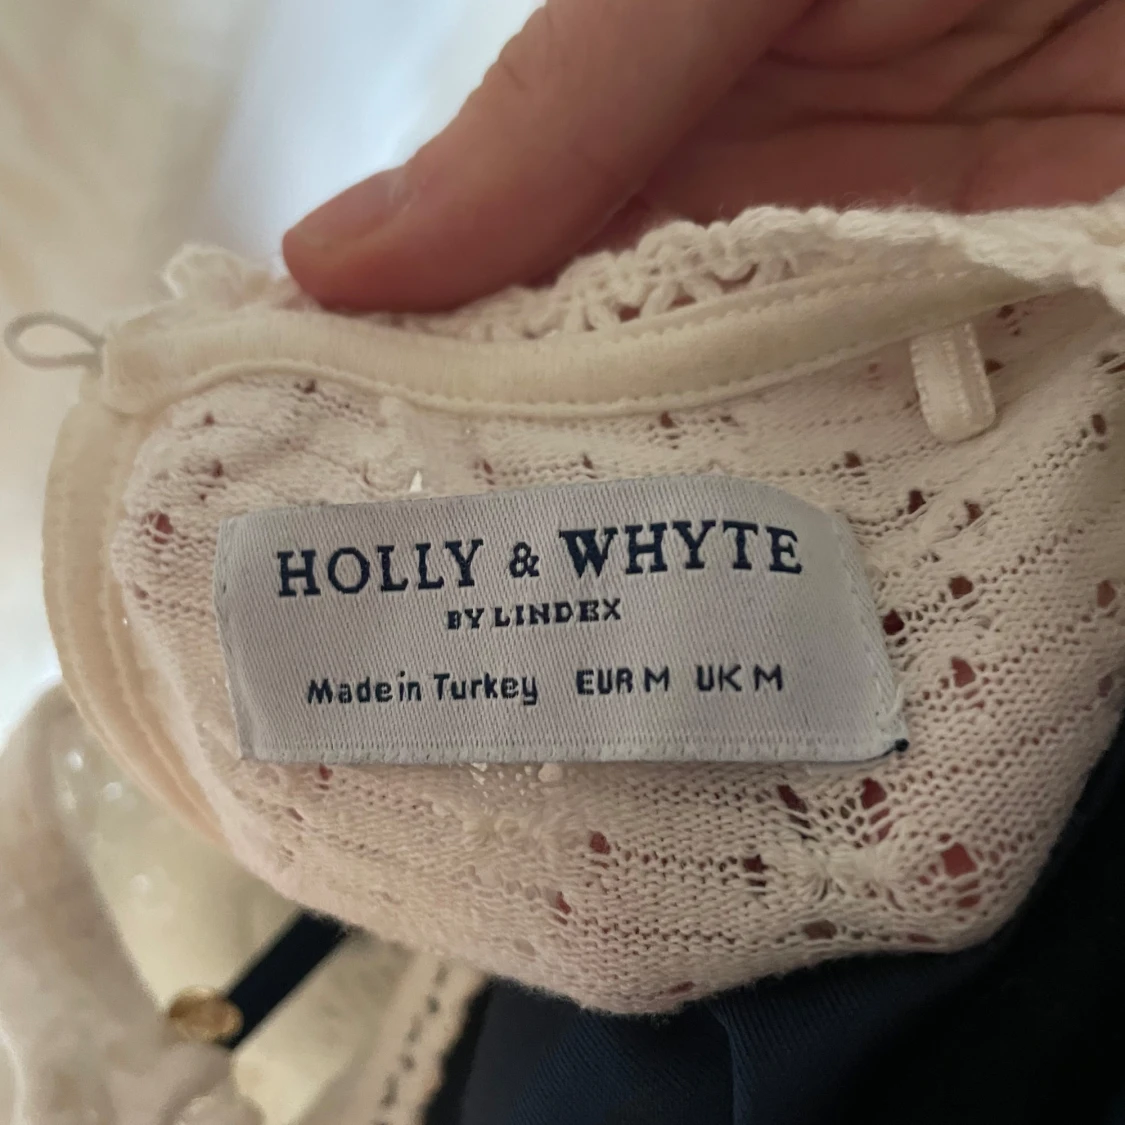 HOLLY & WHYTE
BY LINDEX
Made in Turkey EUR M UK M